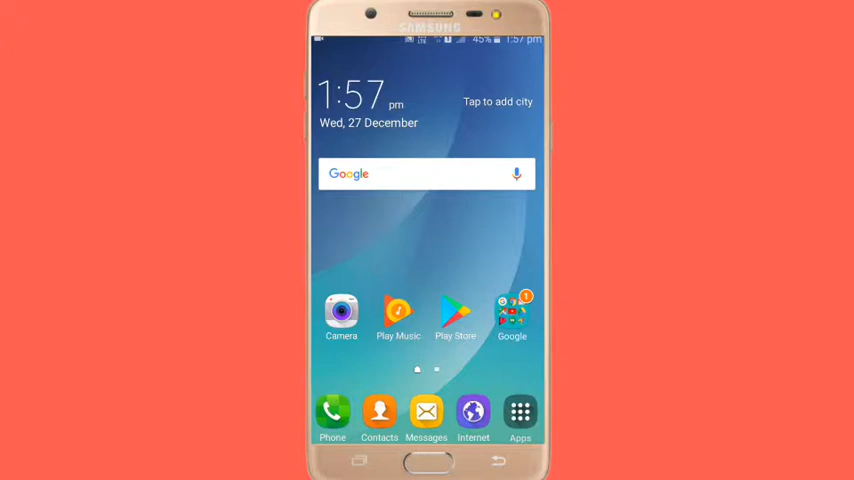 SAMSUNG
45% 1:57 pm
1:57 pm
Tap to add city
Wed, 27 December
Google
1
Camera
Play Music
Play Store
Google
Phone
Contacts
Messages
Internet
Apps